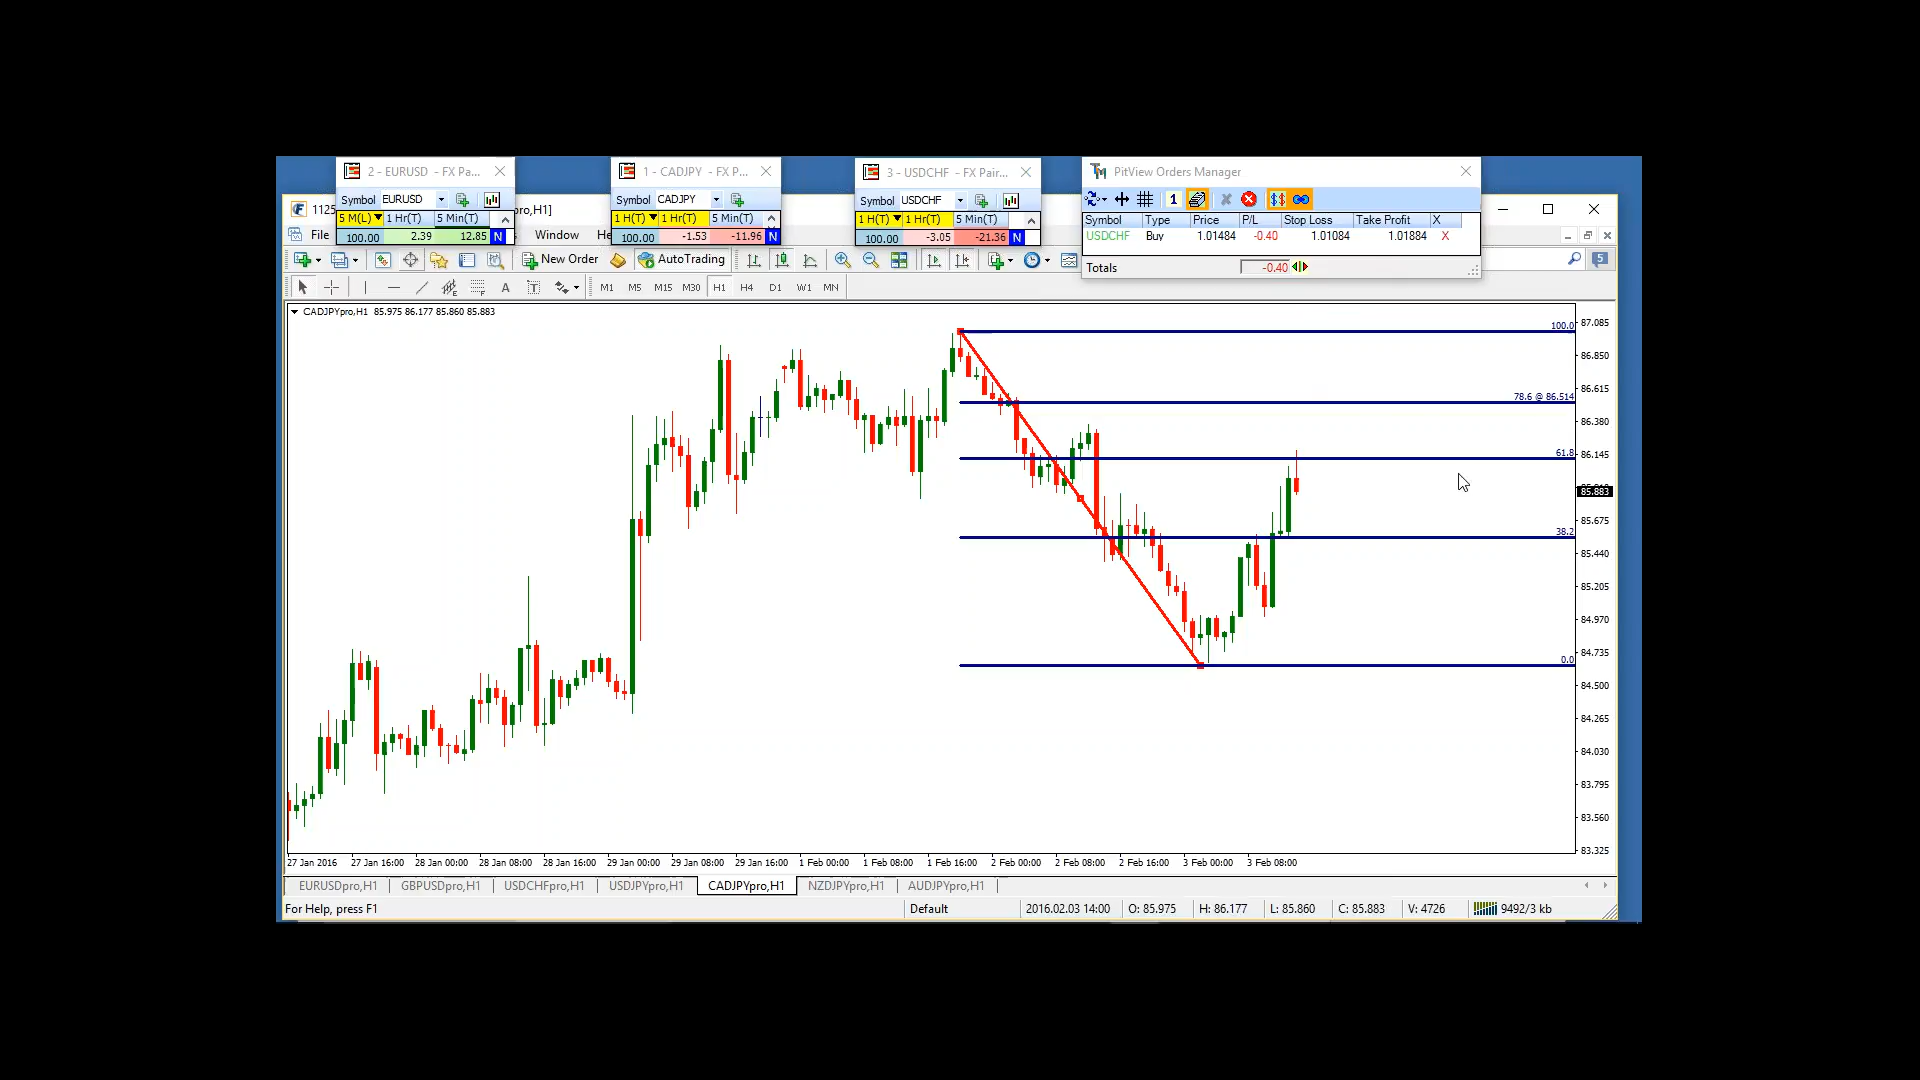 2 - EURUSD - FX Pa...
1 - CADJPY - FX P...
3 - USDCHF - FX Pair...
PitView Orders Manager
Symbol EURUSD
Symbol CADJPY
Symbol USDCHF
1
$$
5 M(L) 1 Hr(T) 5 Min(T)
1 H(T) 1 Hr(T) 5 Min(T)
1 H(T) 1 Hr(T) 5 Min(T)
Symbol Type Price P/L Stop Loss Take Profit X
100.00 2.39 12.85 N
100.00 -1.53 -11.96 N
100.00 -3.05 -21.36 N
USDCHF Buy 1.01484 -0.40 1.01084 1.01884 X
Totals -0.40
1125
pro,H1]
File
Window
He
New Order
AutoTrading
5
A
T
M1 M5 M15 M30 H1 H4 D1 W1 MN
CADJPYpro,H1 85.975 86.177 85.860 85.883
100.0
78.6 @ 86.514
61.8
38.2
0.0
87.085
86.850
86.615
86.380
86.145
85.883
85.675
85.440
85.205
84.970
84.735
84.500
84.265
84.030
83.795
83.560
83.325
27 Jan 2016 27 Jan 16:00 28 Jan 00:00 28 Jan 08:00 28 Jan 16:00 29 Jan 00:00 29 Jan 08:00 29 Jan 16:00 1 Feb 00:00 1 Feb 08:00 1 Feb 16:00 2 Feb 00:00 2 Feb 08:00 2 Feb 16:00 3 Feb 00:00 3 Feb 08:00
EURUSDpro,H1 GBPUSDpro,H1 USDCHFpro,H1 USDJPYpro,H1 CADJPYpro,H1 NZDJPYpro,H1 AUDJPYpro,H1
For Help, press F1
Default
2016.02.03 14:00 O: 85.975 H: 86.177 L: 85.860 C: 85.883 V: 4726 9492/3 kb